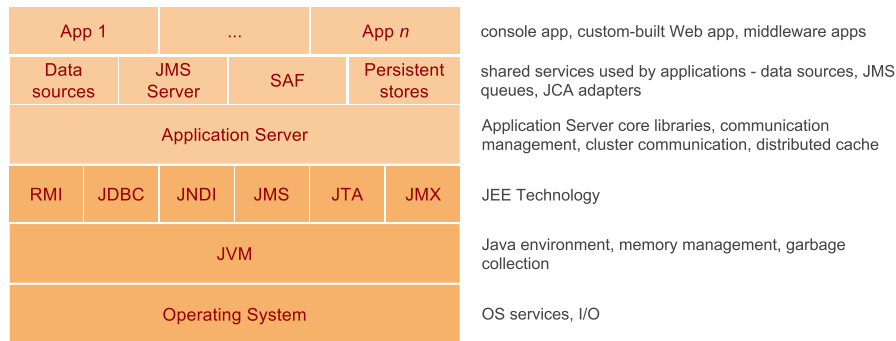 App 1 ... App n console app, custom-built Web app, middleware apps
Data sources JMS Server SAF Persistent stores shared services used by applications - data sources, JMS
queues, JCA adapters
Application Server Application Server core libraries, communication
management, cluster communication, distributed cache
RMI JDBC JNDI JMS JTA JMX JEE Technology
JVM Java environment, memory management, garbage
collection
Operating System OS services, I/O